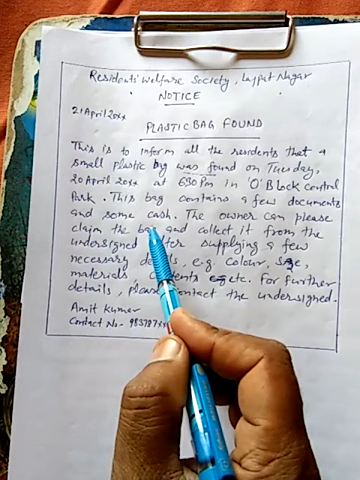 Residents Welfare Society, Lajpat Nagar
NOTICE
21 April 20xx
PLASTIC BAG FOUND
This is to inform all the residents that a
small plastic bag was found on Tuesday,
20 April 20xx at 630 Pm in 'O' Block central
Park. This bag contains a few documents
and some cash. The owner can please
claim the bag and collect it from the
undersigned after supplying a few
necessary details, e.g. colour, Size,
materials, contents etc. For further
details, please contact the undersigned.
Amit Kumar
Contact No- 983787xx